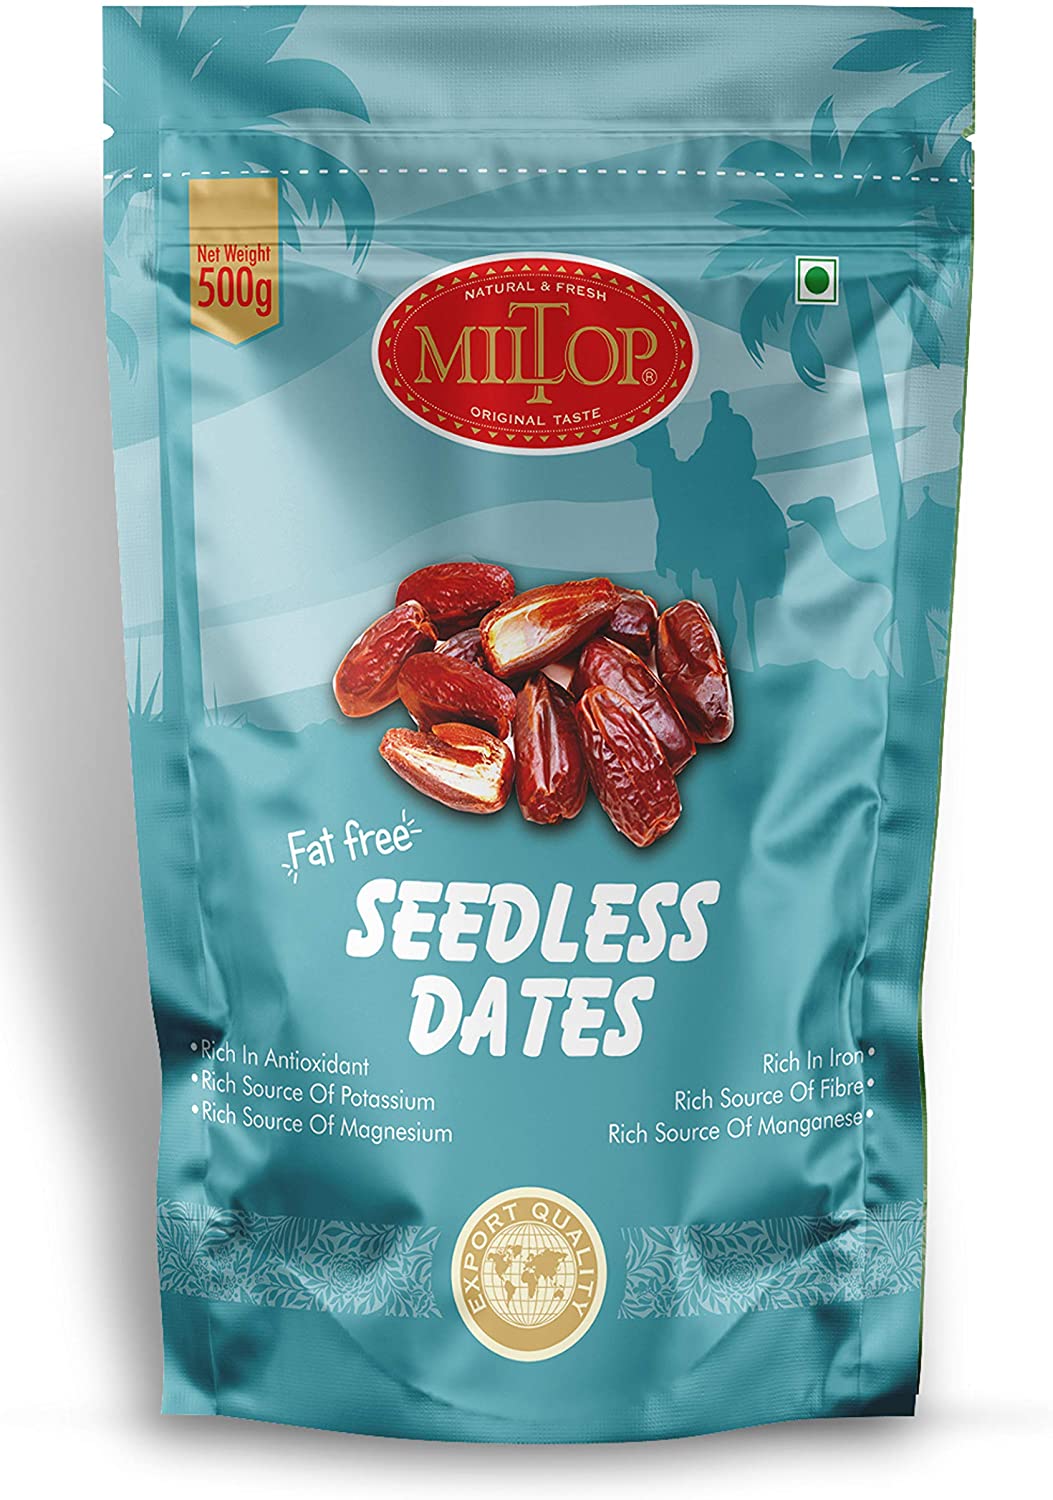 Net Weight
500g
NATURAL & FRESH
MILTOP®
ORIGINAL TASTE
Fat free
SEEDLESS
DATES
•Rich In Antioxidant
•Rich Source Of Potassium
•Rich Source Of Magnesium
Rich In Iron•
Rich Source Of Fibre•
Rich Source Of Manganese•
EXPORT QUALITY